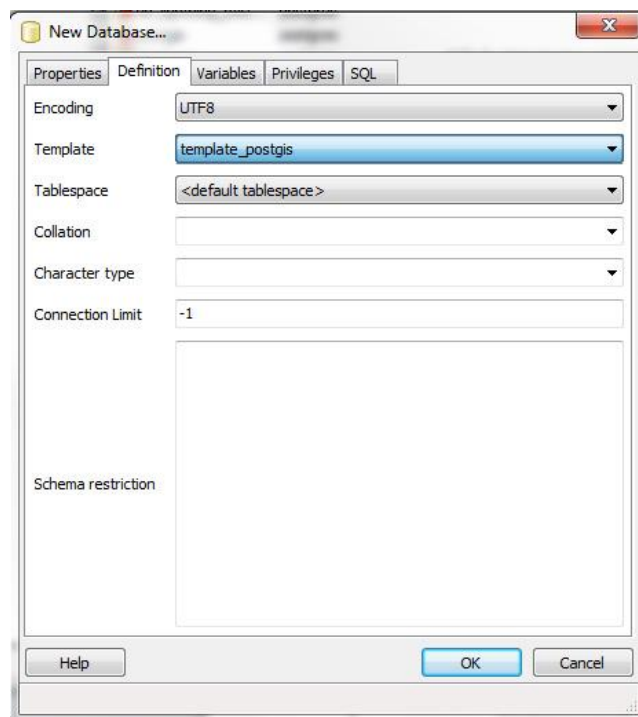 New Database...
Properties Definition Variables Privileges SQL
Encoding UTF8
Template template_postgis
Tablespace <default tablespace>
Collation
Character type
Connection Limit -1
Schema restriction
Help OK Cancel